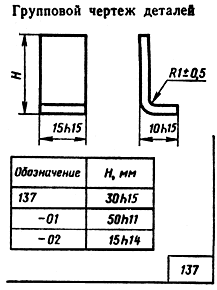 Групповой чертеж деталей
H
R1±0,5
15h15
10h15
Обозначение H, мм
137 30h15
-01 50h11
-02 15h14
137